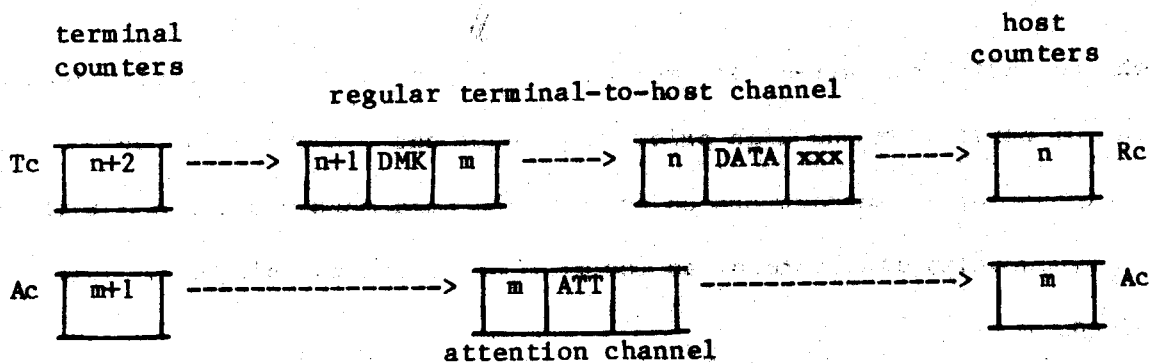 terminal counters
host counters
regular terminal-to-host channel
Tc n+2 -----> n+1 DMK m -----> n DATA xxx -----> n Rc
Ac m+1 ----------------> m ATT ----------------> m Ac
attention channel